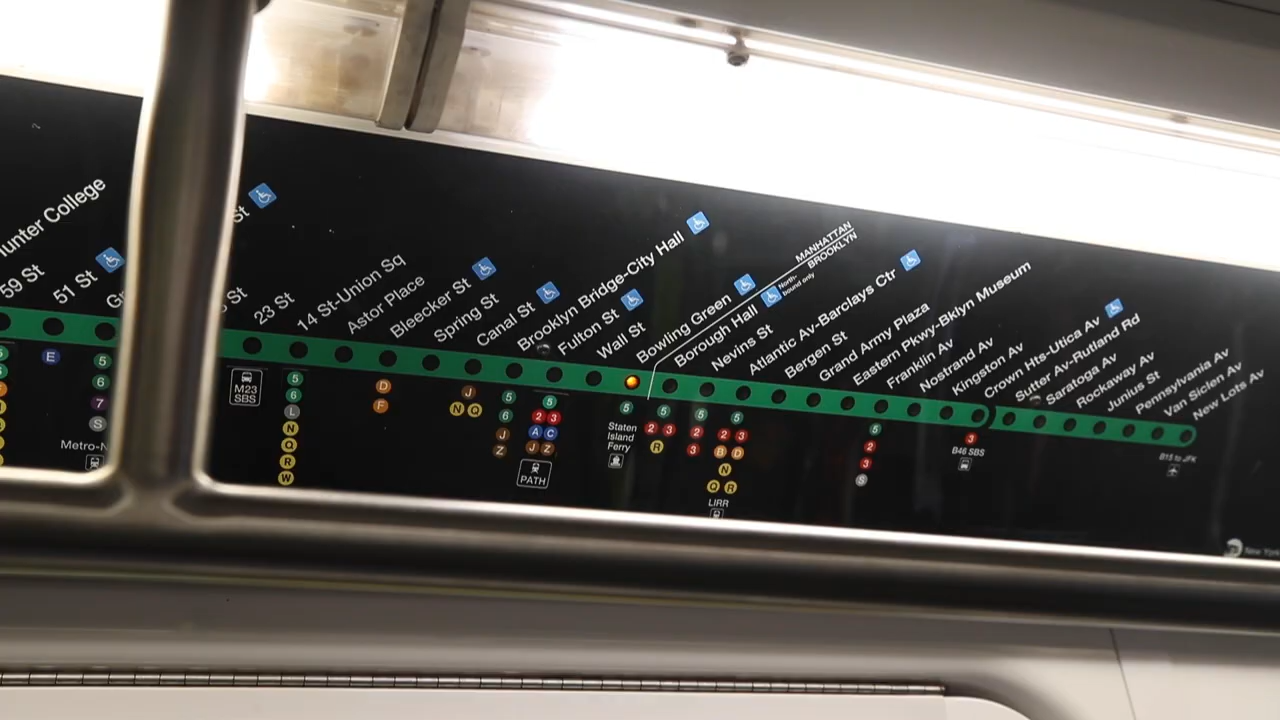 unter College
59 St
51 St
St
St
23 St
14 St-Union Sq
Astor Place
Bleecker St
Spring St
Canal St
Brooklyn Bridge-City Hall
Fulton St
Wall St
Bowling Green
MANHATTAN
BROOKLYN
Borough Hall
North-
bound only
Nevins St
Atlantic Av-Barclays Ctr
Bergen St
Grand Army Plaza
Eastern Pkwy-Bklyn Museum
Franklin Av
Nostrand Av
Kingston Av
Crown Hts-Utica Av
Sutter Av-Rutland Rd
Saratoga Av
Rockaway Av
Junius St
Pennsylvania Av
Van Siclen Av
New Lots Av
E
5
6
7
S
Metro-N
M23
SBS
5
6
L
N
Q
R
W
D
F
J
N Q
5
6
J
Z
5
2 3
A C
J Z
PATH
5
Staten
Island
Ferry
5
2 3
R
5
2
3
5
2 3
B D
N
Q R
LIRR
5
2
3
S
3
B46 SBS
B15 to JFK
New York